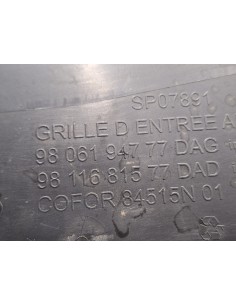 SP07891
GRILLE D ENTREE A
98 061 947 77 DAG
98 116 815 77 DAD
COFOR 84515N 01